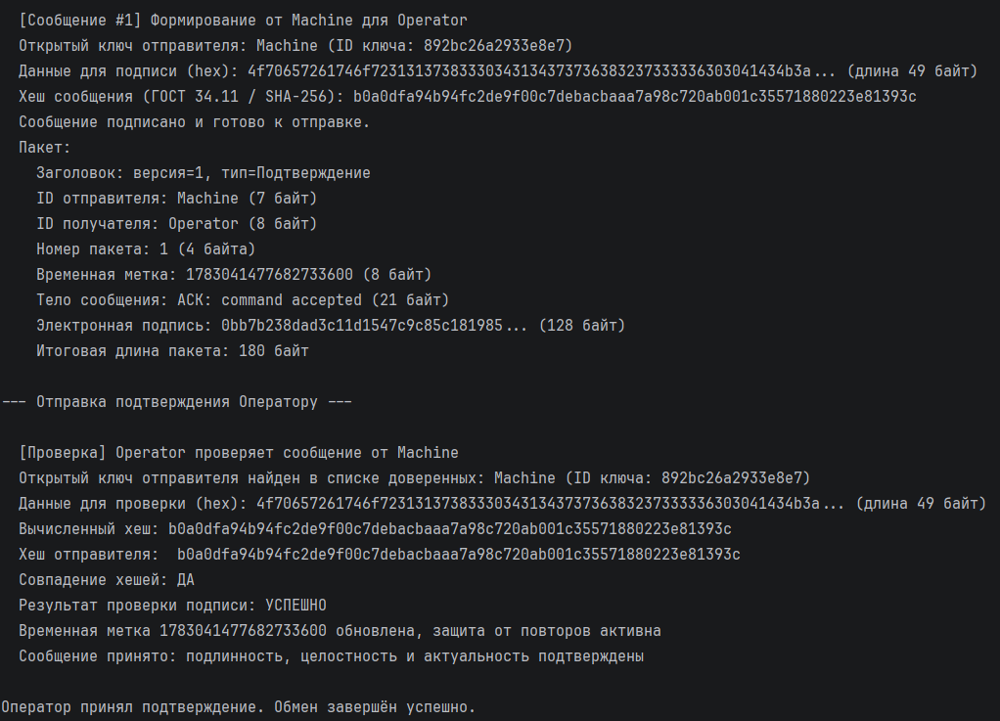 [Сообщение #1] Формирование от Machine для Operator
Открытый ключ отправителя: Machine (ID ключа: 892bc26a2933e8e7)
Данные для подписи (hex): 4f70657261746f7231313738333034313437373638323733333630304143​4b3a... (длина 49 байт)
Хеш сообщения (ГОСТ 34.11 / SHA-256): b0a0dfa94b94fc2de9f00c7debacbaaa7a98c720ab001c35571880223e81393c
Сообщение подписано и готово к отправке.
Пакет:
Заголовок: версия=1, тип=Подтверждение
ID отправителя: Machine (7 байт)
ID получателя: Operator (8 байт)
Номер пакета: 1 (4 байта)
Временная метка: 1783041477682733600 (8 байт)
Тело сообщения: ACK: command accepted (21 байт)
Электронная подпись: 0bb7b238dad3c11d1547c9c85c181985... (128 байт)
Итоговая длина пакета: 180 байт
--- Отправка подтверждения Оператору ---
[Проверка] Operator проверяет сообщение от Machine
Открытый ключ отправителя найден в списке доверенных: Machine (ID ключа: 892bc26a2933e8e7)
Данные для проверки (hex): 4f70657261746f7231313738333034313437373638323733333630304143​4b3a... (длина 49 байт)
Вычисленный хеш: b0a0dfa94b94fc2de9f00c7debacbaaa7a98c720ab001c35571880223e81393c
Хеш отправителя:  b0a0dfa94b94fc2de9f00c7debacbaaa7a98c720ab001c35571880223e81393c
Совпадение хешей: ДА
Результат проверки подписи: УСПЕШНО
Временная метка 1783041477682733600 обновлена, защита от повторов активна
Сообщение принято: подлинность, целостность и актуальность подтверждены
Оператор принял подтверждение. Обмен завершён успешно.